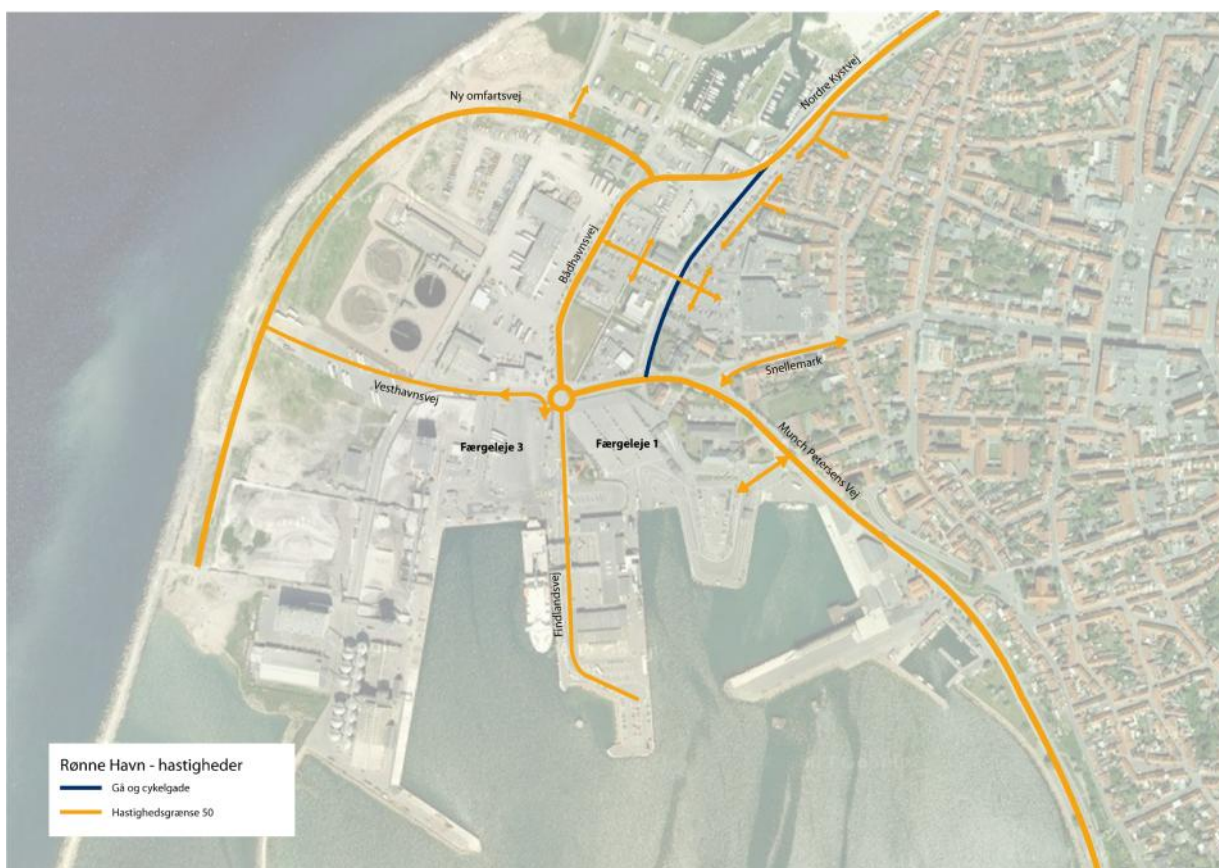 Nordre Kystvej
Ny omfartsvej
Bådhavnsvej
Snellemark
Vesthavnsvej
Færgeleje 3
Færgeleje 1
Munch Petersens Vej
Findlandsvej
Rønne Havn - hastigheder
Gå og cykelgade
Hastighedsgrænse 50